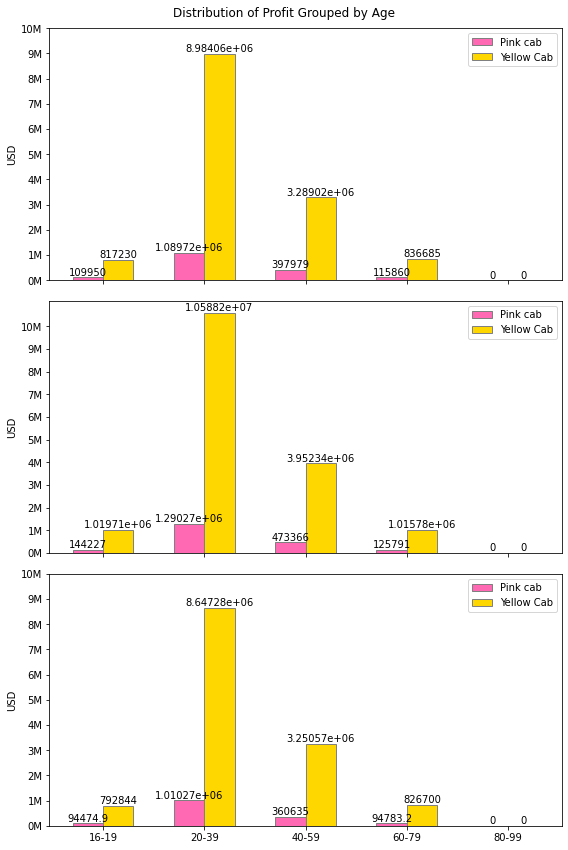 Distribution of Profit Grouped by Age
10M
9M
8M
7M
6M
5M
4M
3M
2M
1M
0M
USD
Pink cab
Yellow Cab
109950
817230
1.08972e+06
8.98406e+06
397979
3.28902e+06
115860
836685
0
0
10M
9M
8M
7M
6M
5M
4M
3M
2M
1M
0M
USD
Pink cab
Yellow Cab
144227
1.01971e+06
1.29027e+06
1.05882e+07
473366
3.95234e+06
125791
1.01578e+06
0
0
10M
9M
8M
7M
6M
5M
4M
3M
2M
1M
0M
USD
Pink cab
Yellow Cab
94474.9
792844
1.01027e+06
8.64728e+06
360635
3.25057e+06
94783.2
826700
0
0
16-19
20-39
40-59
60-79
80-99